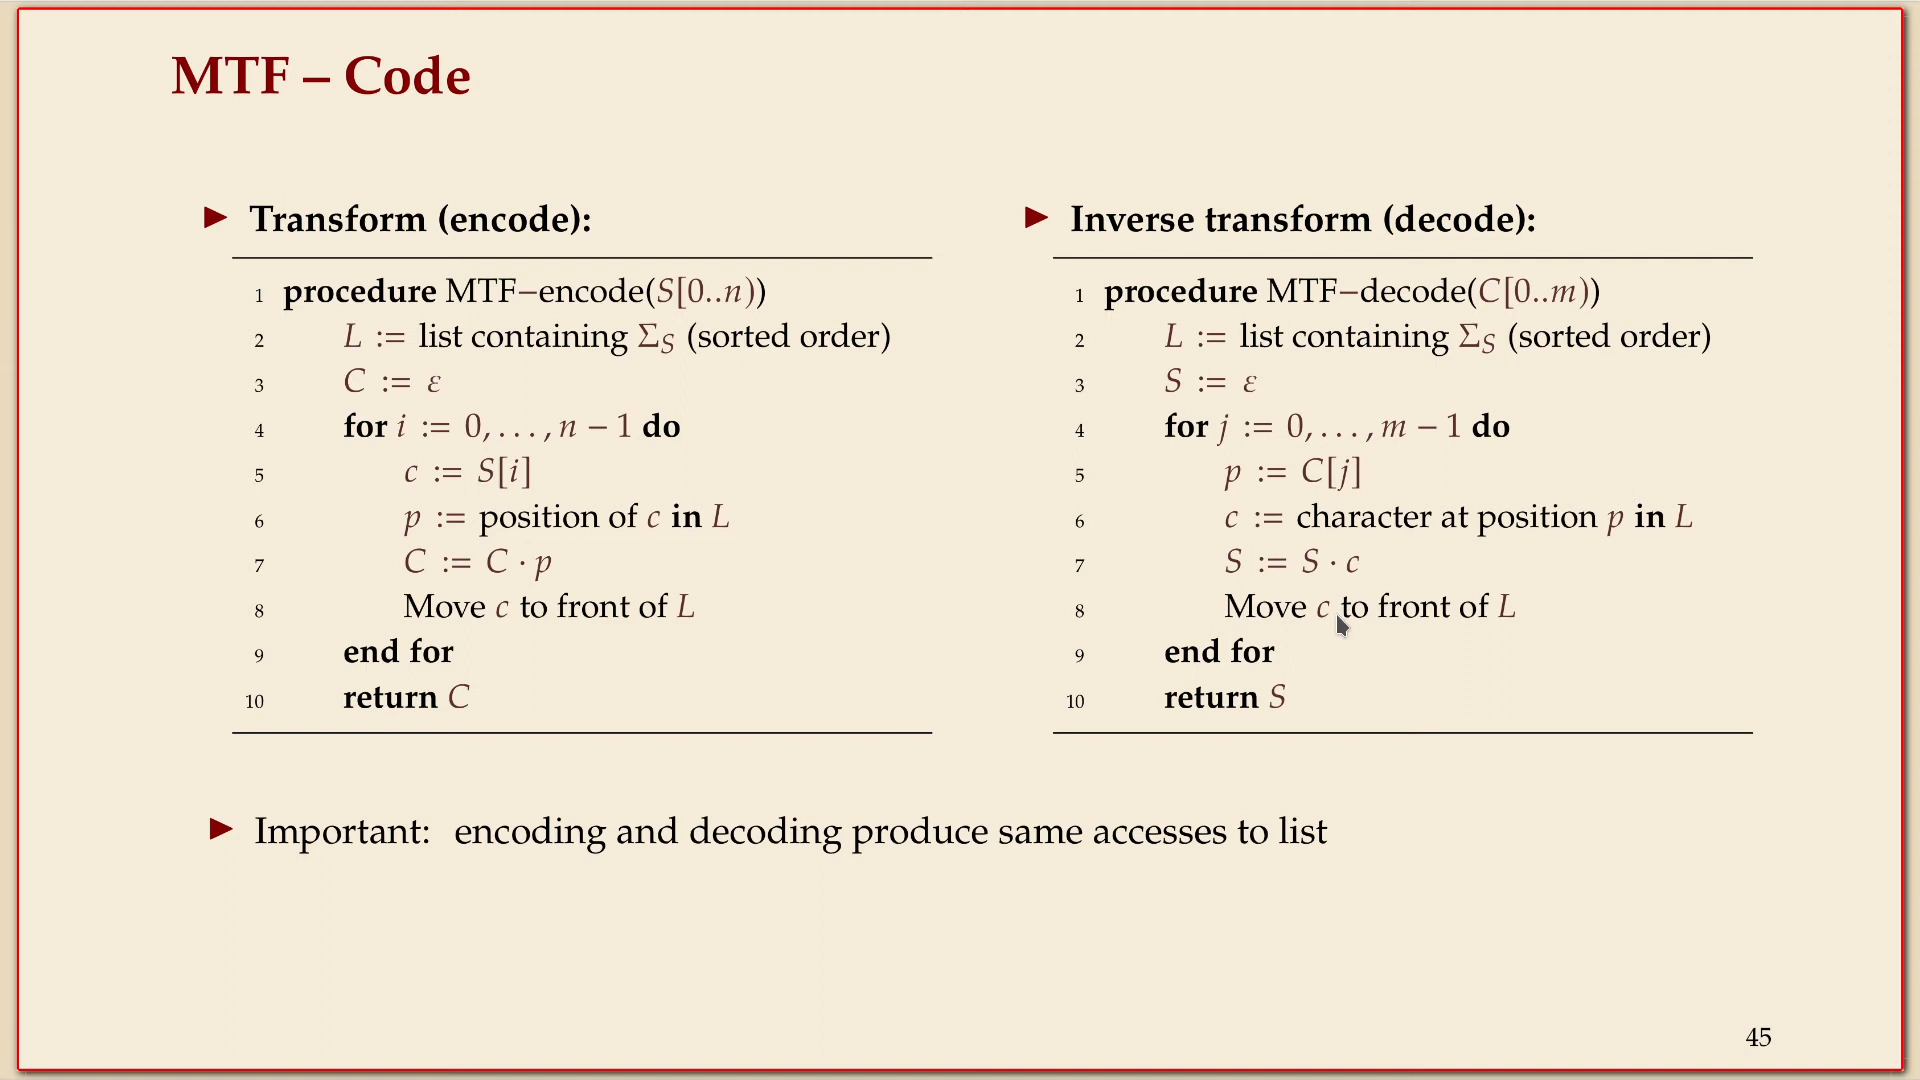 MTF – Code
▶ Transform (encode):
1 procedure MTF–encode(S[0..n))
2 L := list containing Σ_S (sorted order)
3 C := ε
4 for i := 0, . . . , n − 1 do
5 c := S[i]
6 p := position of c in L
7 C := C · p
8 Move c to front of L
9 end for
10 return C
▶ Inverse transform (decode):
1 procedure MTF–decode(C[0..m))
2 L := list containing Σ_S (sorted order)
3 S := ε
4 for j := 0, . . . , m − 1 do
5 p := C[j]
6 c := character at position p in L
7 S := S · c
8 Move c to front of L
9 end for
10 return S
▶ Important: encoding and decoding produce same accesses to list
45